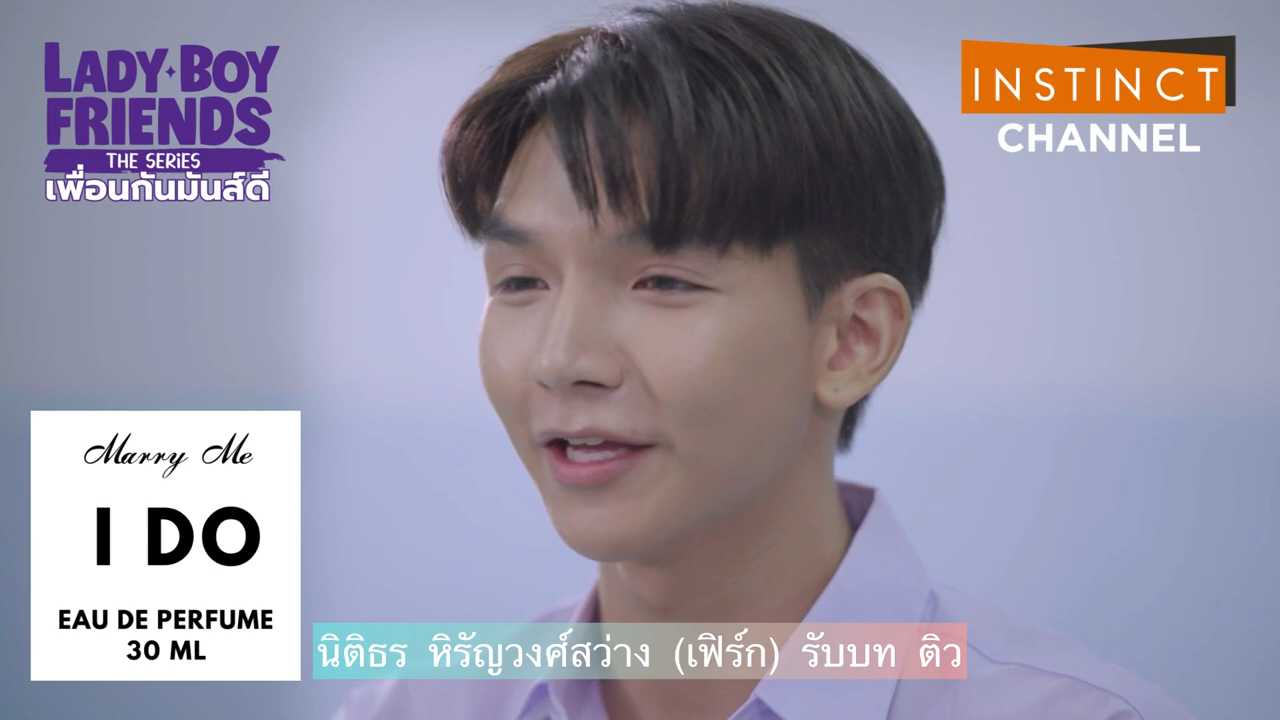 LADY BOY
FRIENDS
THE SERIES
เพื่อนกันมันส์ดี
INSTINCT
CHANNEL
Marry Me
I DO
EAU DE PERFUME
30 ML
นิติธร หิรัญวงศ์สว่าง (เฟิร์ก) รับบท ติว